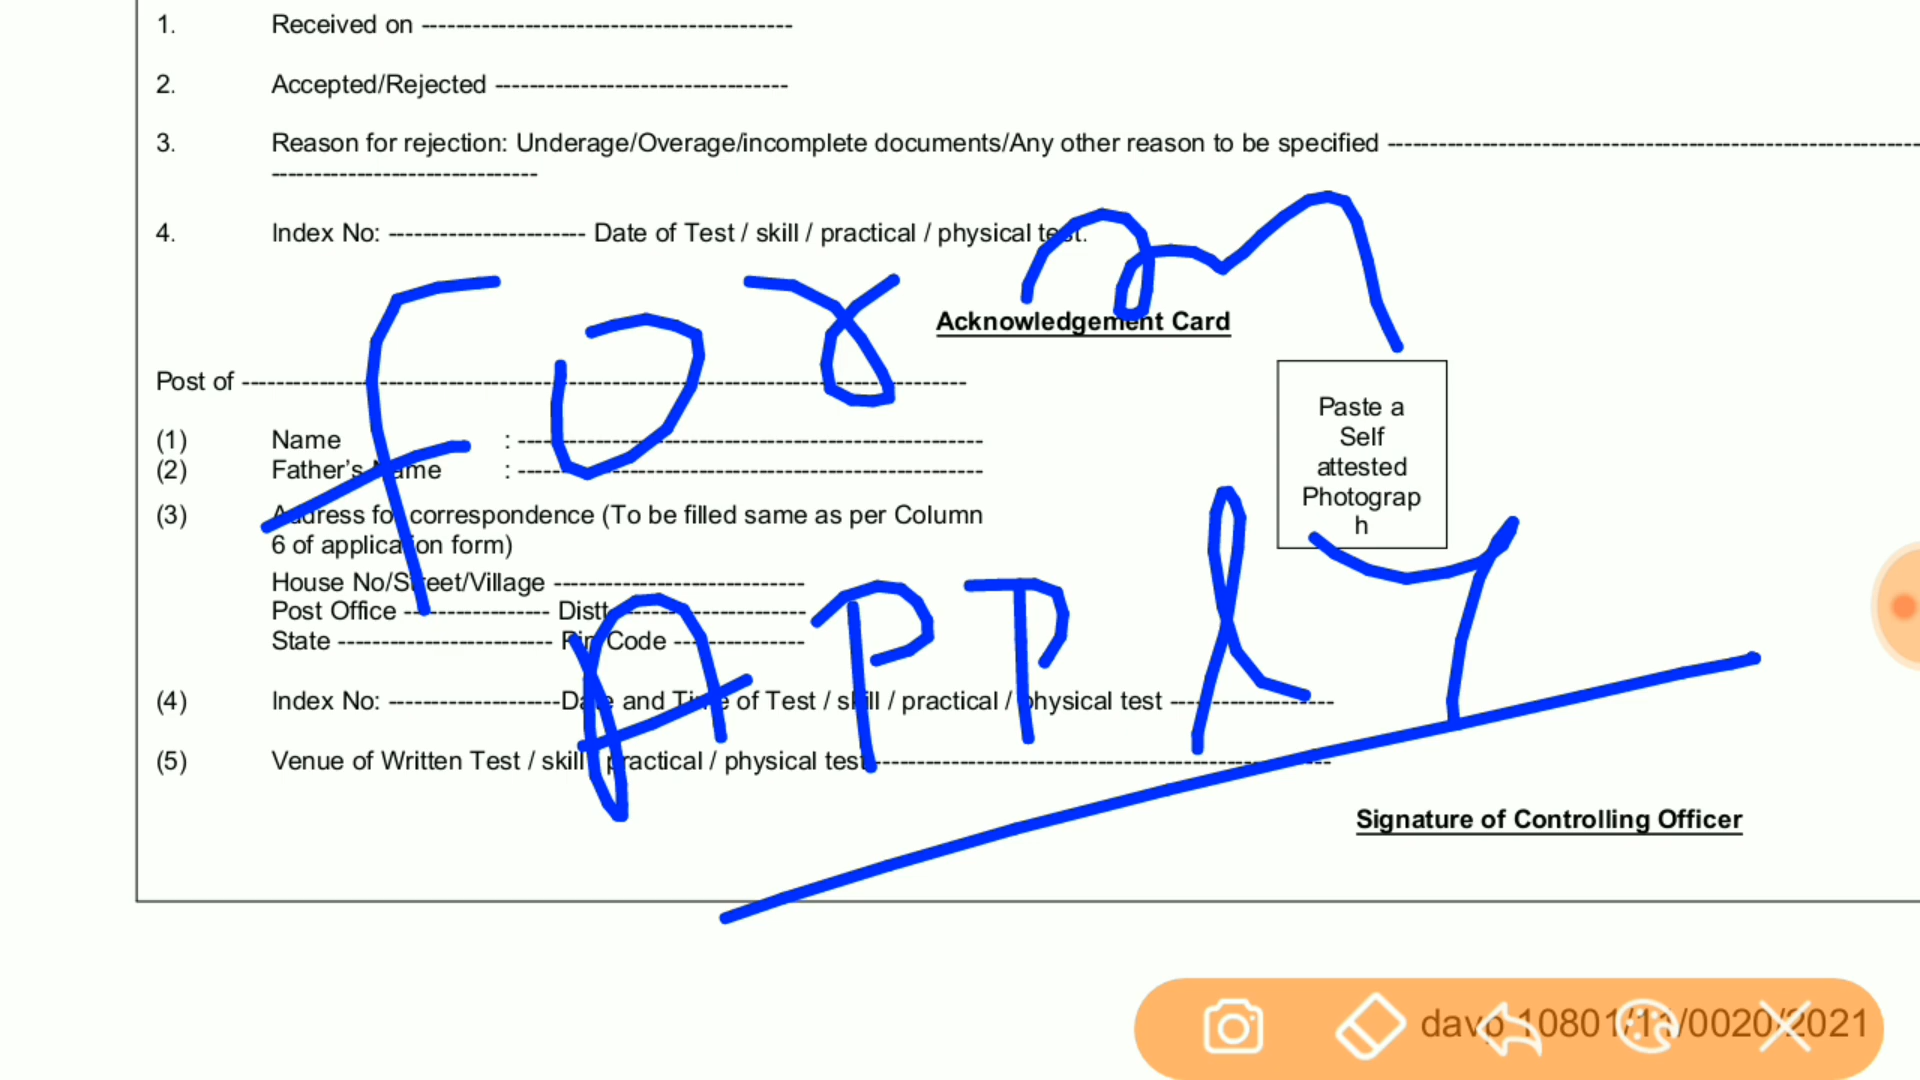 1. Received on --------------------------------------------
2. Accepted/Rejected -----------------------------------
3. Reason for rejection: Underage/Overage/incomplete documents/Any other reason to be specified ----------------------------------------------------------------
--------------------------------
4. Index No: ----------------------- Date of Test / skill / practical / physical test.
Form
Acknowledgement Card
Post of ---------------------------------------------------------------------------------------
Paste a
Self
attested
Photograp
h
(1) Name : --------------------------------------------------------
(2) Father's Name : --------------------------------------------------------
(3) Address for correspondence (To be filled same as per Column
6 of application form)
House No/Street/Village ------------------------------
Post Office ----------------- Distt ------------------------
State ------------------------- Pin Code ----------------
APPly
(4) Index No: --------------------Date and Time of Test / skill / practical / physical test -------------------
(5) Venue of Written Test / skill / practical / physical test-------------------------------------------------------
Signature of Controlling Officer
davp 10801/11/0020/2021